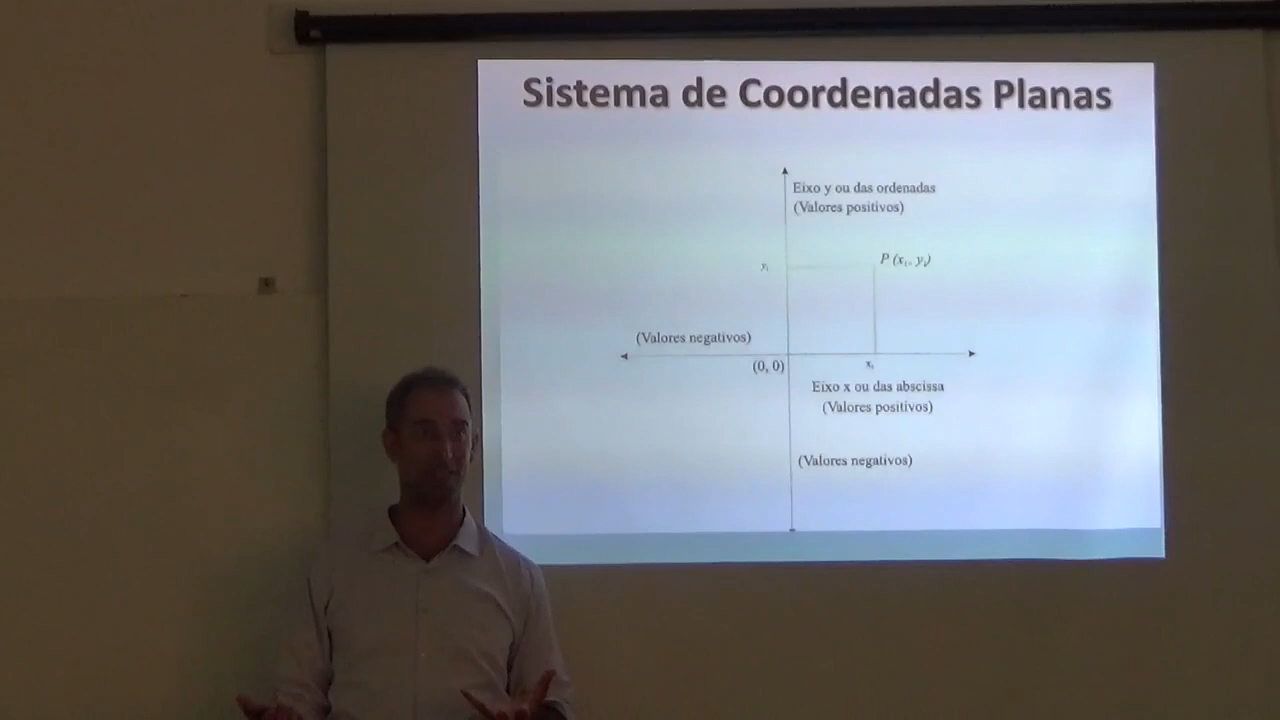 Sistema de Coordenadas Planas
Eixo y ou das ordenadas
(Valores positivos)
P (x₁, y₁)
y₁
(Valores negativos)
(0, 0)
x₁
Eixo x ou das abscissa
(Valores positivos)
(Valores negativos)